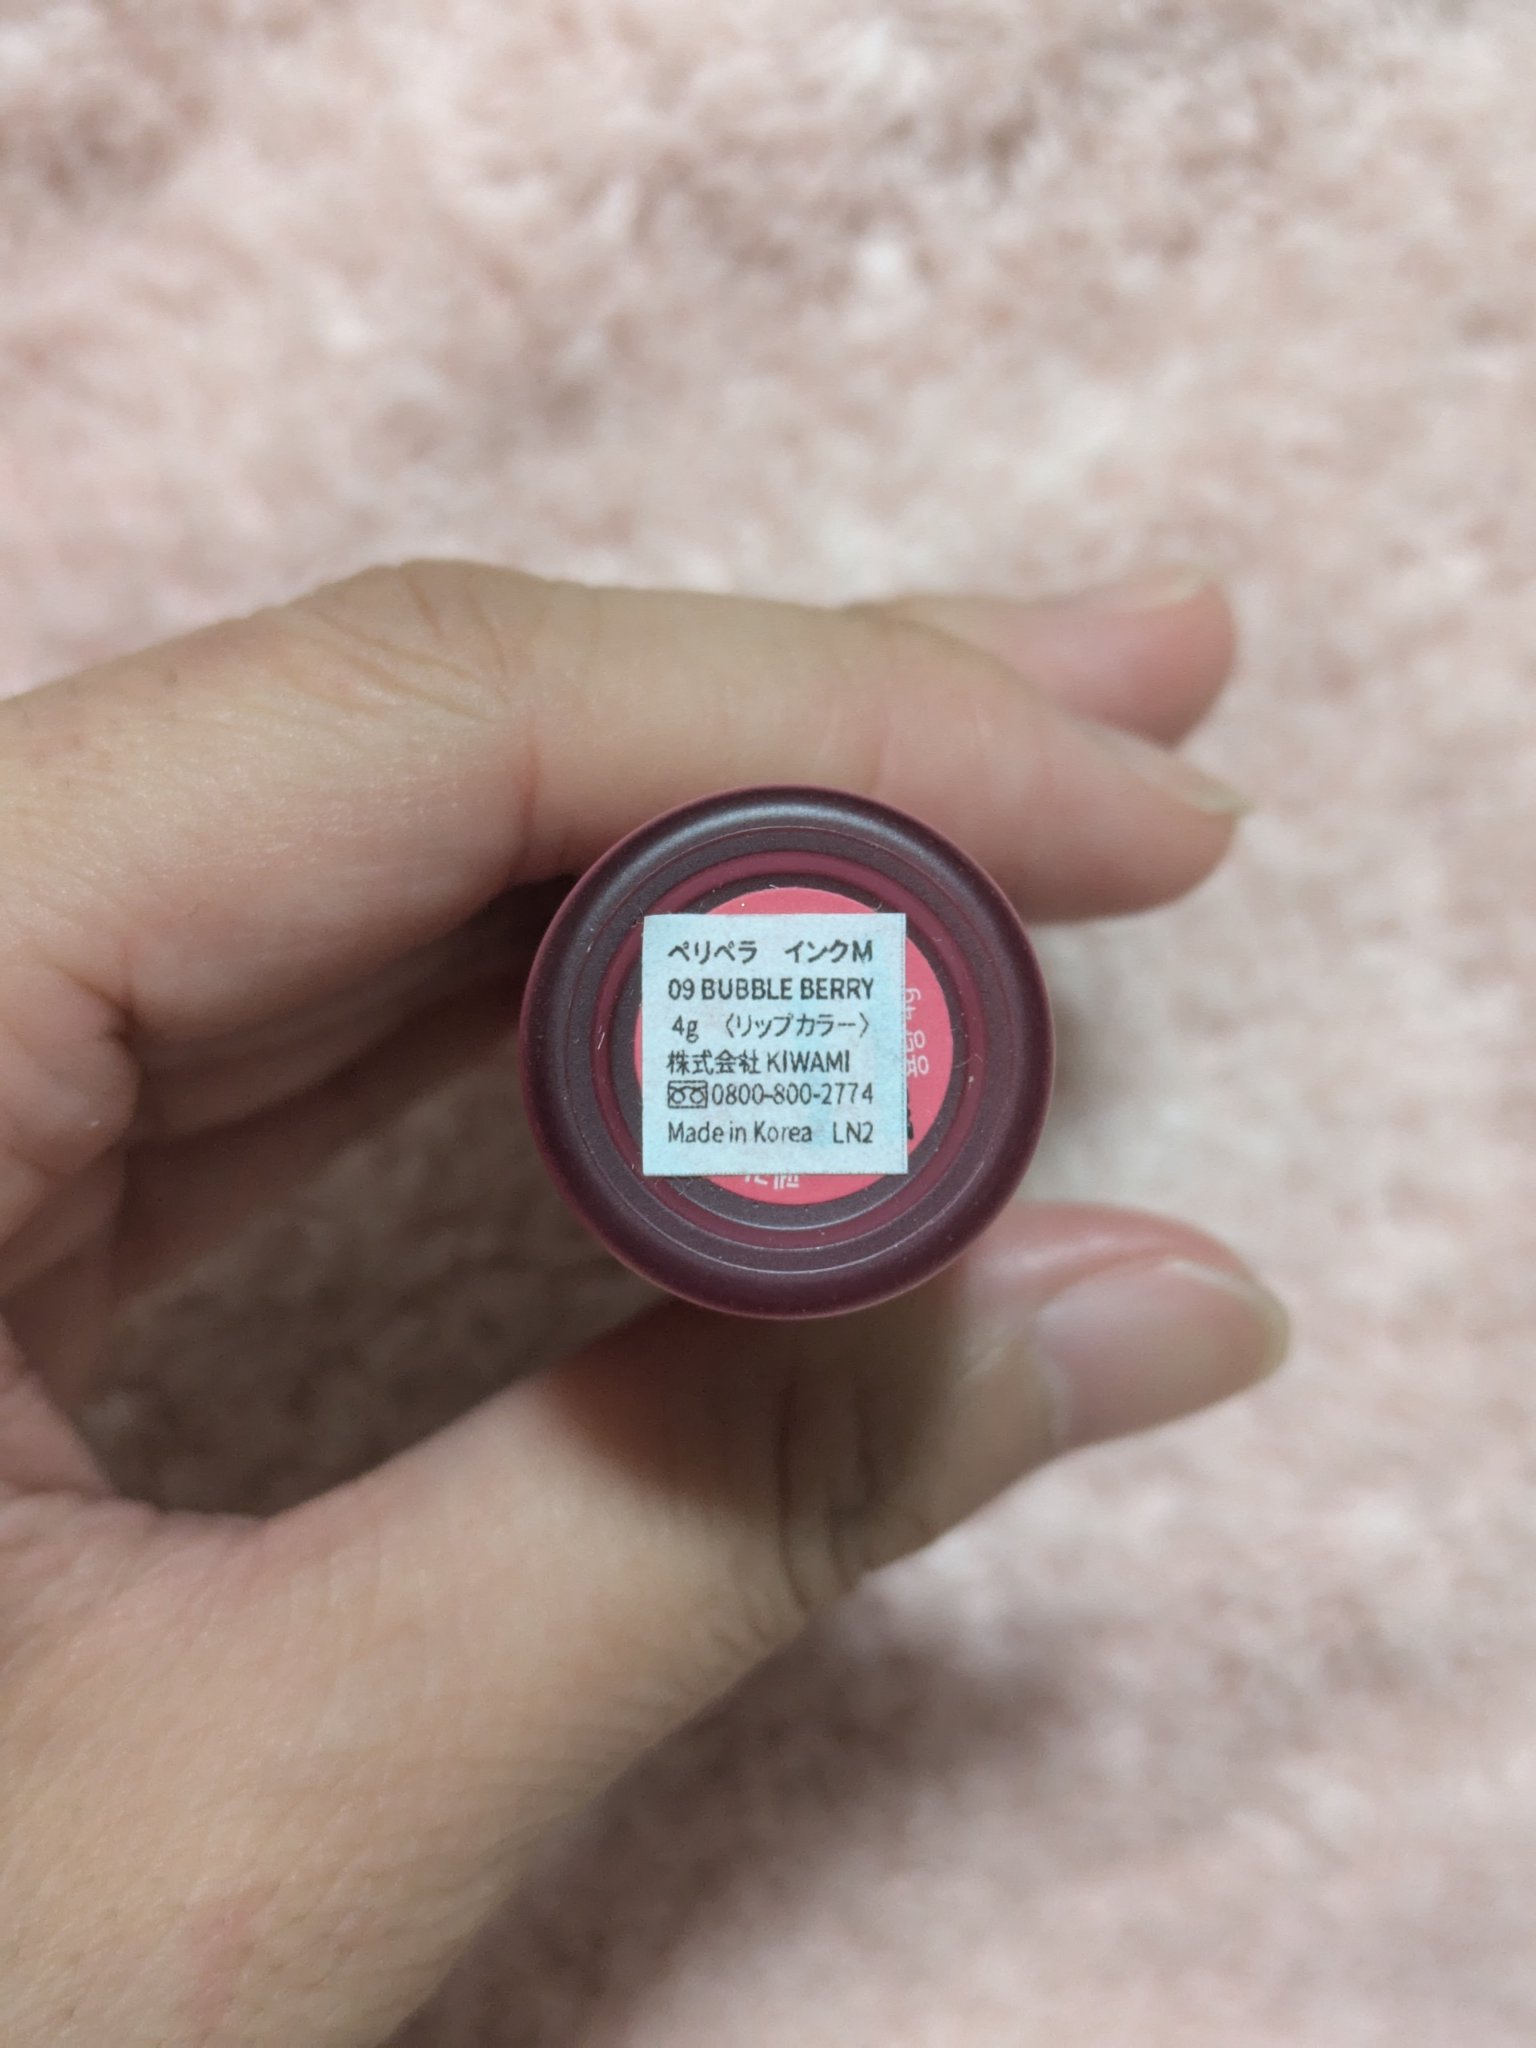 ペリペラ　インクM
09 BUBBLE BERRY
4g　〈リップカラー〉
株式会社 KIWAMI
0800-800-2774
Made in Korea　LN2